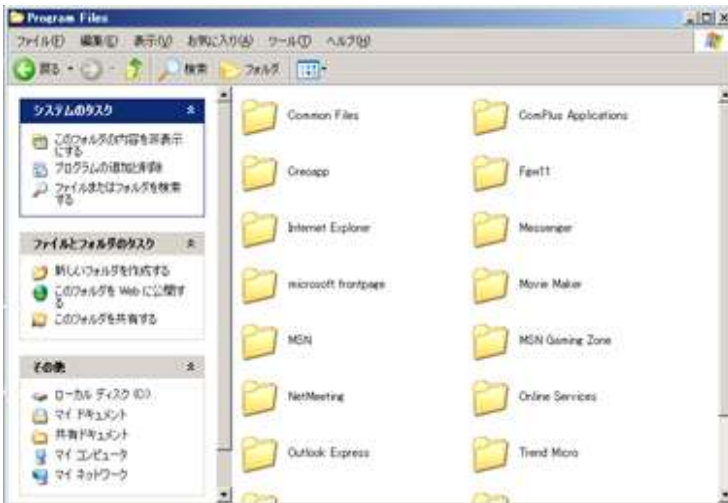 Program Files
ファイル(F) 編集(E) 表示(V) お気に入り(A) ツール(T) ヘルプ(H)
戻る 検索 フォルダ
システムのタスク
このフォルダの内容を非表示
にする
プログラムの追加と削除
ファイルまたはフォルダを検索
する
ファイルとフォルダのタスク
新しいフォルダを作成する
このフォルダを Web に公開す
る
このフォルダを共有する
その他
ローカル ディスク (C:)
マイ ドキュメント
共有ドキュメント
マイ コンピュータ
マイ ネットワーク
Common Files
ComPlus Applications
Creoapp
Fgw11
Internet Explorer
Messenger
microsoft frontpage
Movie Maker
MSN
MSN Gaming Zone
NetMeeting
Online Services
Outlook Express
Trend Micro